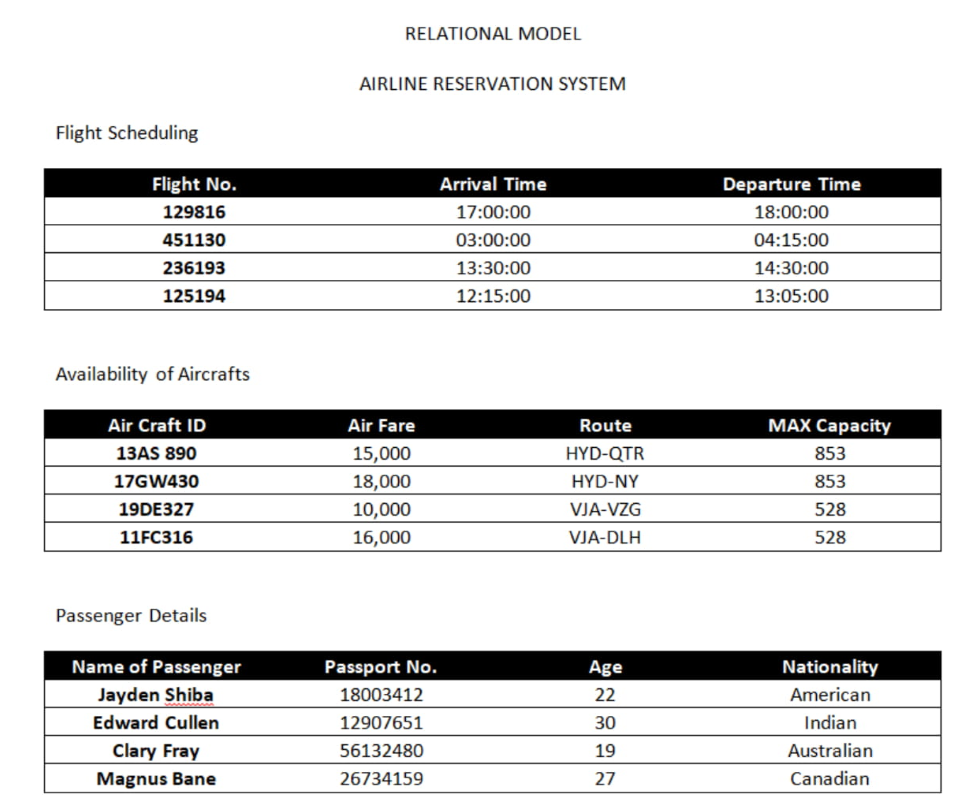 RELATIONAL MODEL
AIRLINE RESERVATION SYSTEM
Flight Scheduling
Flight No. Arrival Time Departure Time
129816 17:00:00 18:00:00
451130 03:00:00 04:15:00
236193 13:30:00 14:30:00
125194 12:15:00 13:05:00
Availability of Aircrafts
Air Craft ID Air Fare Route MAX Capacity
13AS 890 15,000 HYD-QTR 853
17GW430 18,000 HYD-NY 853
19DE327 10,000 VJA-VZG 528
11FC316 16,000 VJA-DLH 528
Passenger Details
Name of Passenger Passport No. Age Nationality
Jayden Shiba 18003412 22 American
Edward Cullen 12907651 30 Indian
Clary Fray 56132480 19 Australian
Magnus Bane 26734159 27 Canadian